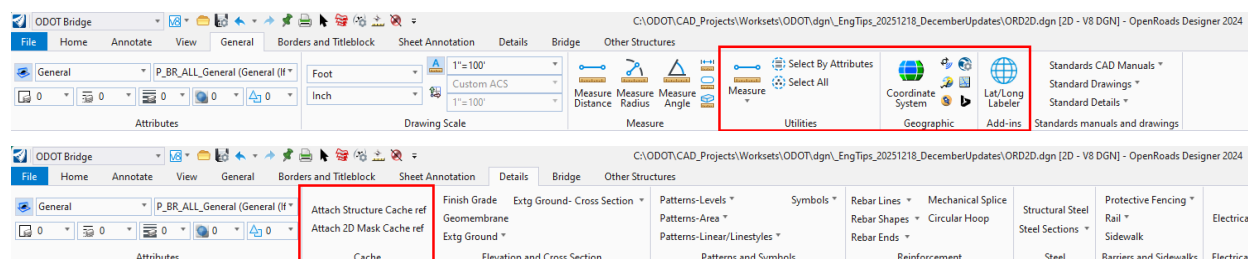 ODOT Bridge C:\ODOT\CAD_Projects\Worksets\ODOT\dgn\_EngTips_20251218_DecemberUpdates\ORD2D.dgn [2D - V8 DGN] - OpenRoads Designer 2024
File Home Annotate View General Borders and Titleblock Sheet Annotation Details Bridge Other Structures
General P_BR_ALL_General (General (If
0 0 0 0 0
Attributes
Foot
Inch
1"=100'
Custom ACS
1"=100'
Drawing Scale
Measure Distance
Measure Radius
Measure Angle
Measure
Measure
Select By Attributes
Select All
Utilities
Coordinate System
Geographic
Lat/Long Labeler
Add-ins
Standards CAD Manuals
Standard Drawings
Standard Details
Standards manuals and drawings
ODOT Bridge C:\ODOT\CAD_Projects\Worksets\ODOT\dgn\_EngTips_20251218_DecemberUpdates\ORD2D.dgn [2D - V8 DGN] - OpenRoads Designer 2024
File Home Annotate View General Borders and Titleblock Sheet Annotation Details Bridge Other Structures
General P_BR_ALL_General (General (If
0 0 0 0 0
Attributes
Attach Structure Cache ref
Attach 2D Mask Cache ref
Cache
Finish Grade Extg Ground- Cross Section
Geomembrane
Extg Ground
Elevation and Cross Section
Patterns-Levels Symbols
Patterns-Area
Patterns-Linear/Linestyles
Patterns and Symbols
Rebar Lines Mechanical Splice
Rebar Shapes Circular Hoop
Rebar Ends
Reinforcement
Structural Steel
Steel Sections
Steel
Protective Fencing
Rail
Sidewalk
Barriers and Sidewalks
Electrica
Electrica